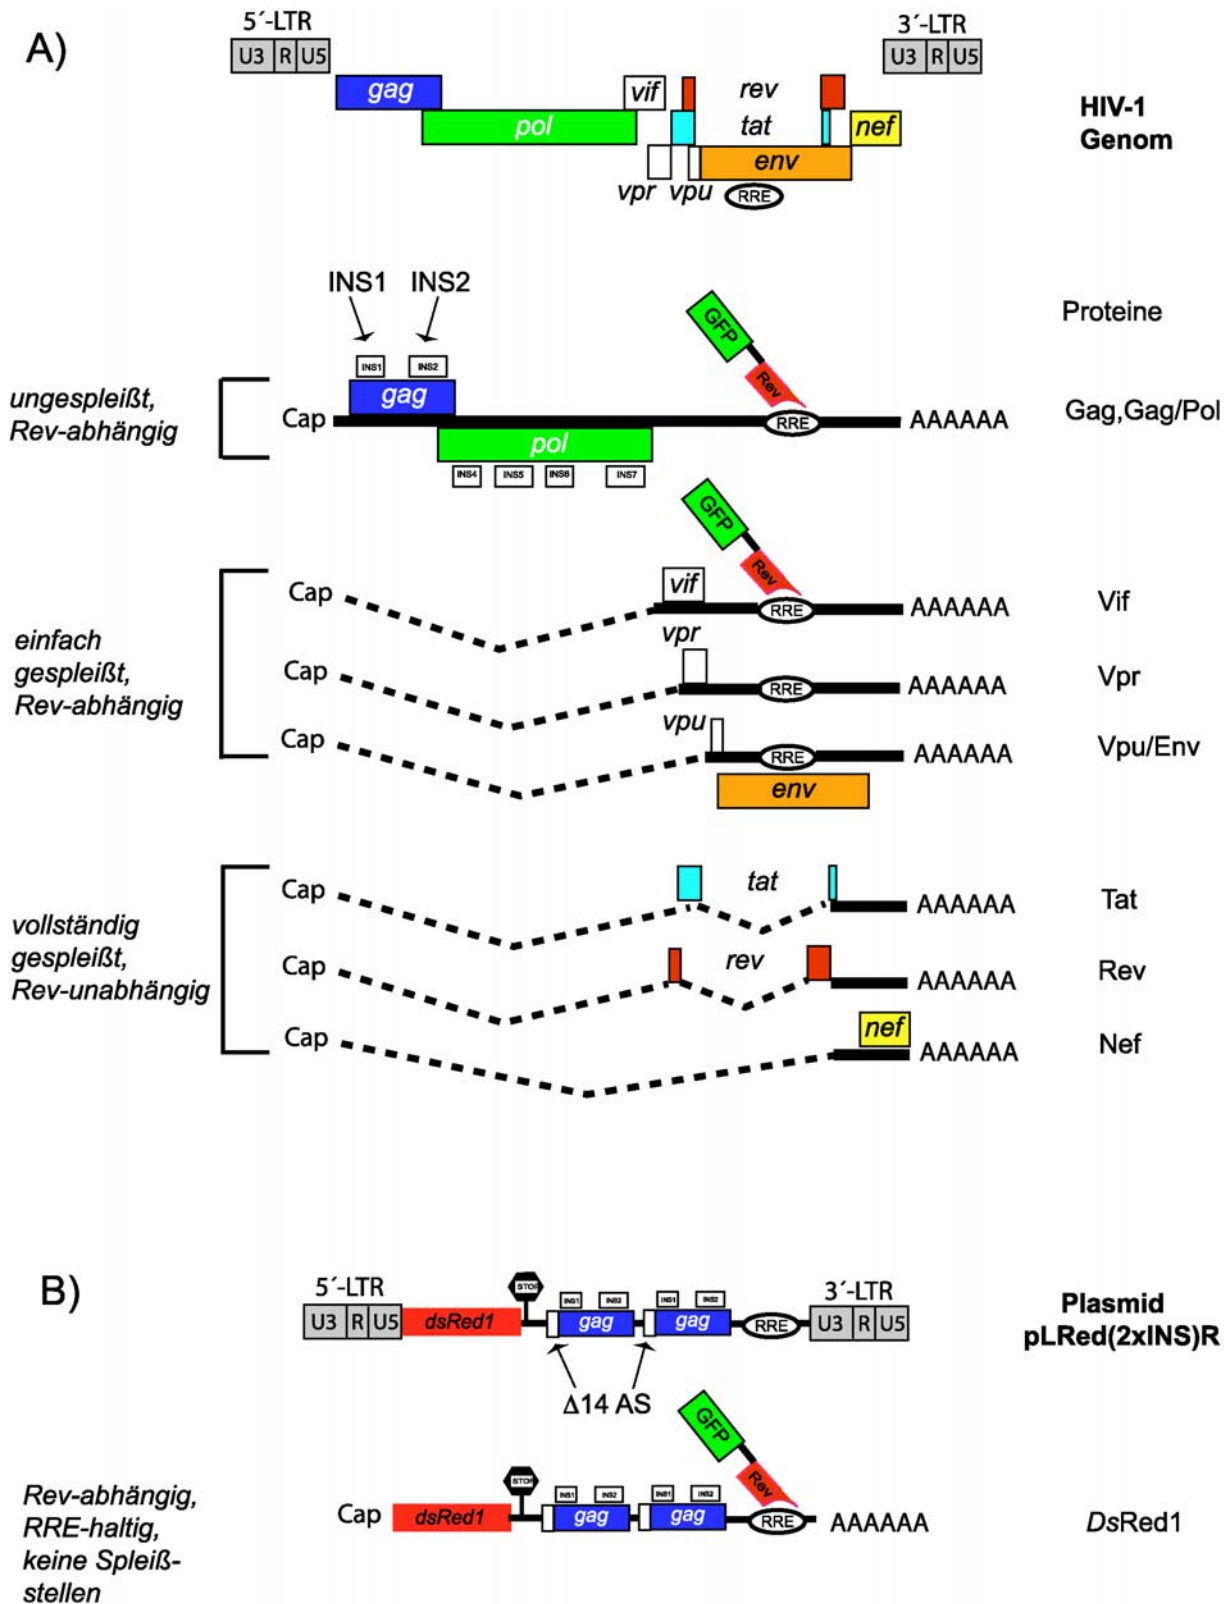 A)
5´-LTR
3´-LTR
U3 R U5
U3 R U5
gag
vif
rev
HIV-1
Genom
pol
tat
nef
env
vpr vpu
RRE
INS1 INS2
Proteine
GFP
Rev
INS1 INS2
ungespleißt,
Rev-abhängig
gag
Cap
RRE
AAAAAA
Gag,Gag/Pol
pol
INS4 INS5 INS6 INS7
GFP
Rev
einfach
gespleißt,
Rev-abhängig
Cap
vif
RRE
AAAAAA
Vif
vpr
Cap
RRE
AAAAAA
Vpr
vpu
Cap
RRE
AAAAAA
Vpu/Env
env
vollständig
gespleißt,
Rev-unabhängig
Cap
tat
AAAAAA
Tat
Cap
rev
AAAAAA
Rev
Cap
nef
AAAAAA
Nef
B)
5´-LTR
3´-LTR
STOP
INS1 INS2 INS1 INS2
U3 R U5
dsRed1
gag
gag
RRE
U3 R U5
Plasmid
pLRed(2xINS)R
Δ14 AS
GFP
Rev
Rev-abhängig,
RRE-haltig,
keine Spleiß-
stellen
STOP
INS1 INS2 INS1 INS2
Cap
dsRed1
gag
gag
RRE
AAAAAA
DsRed1